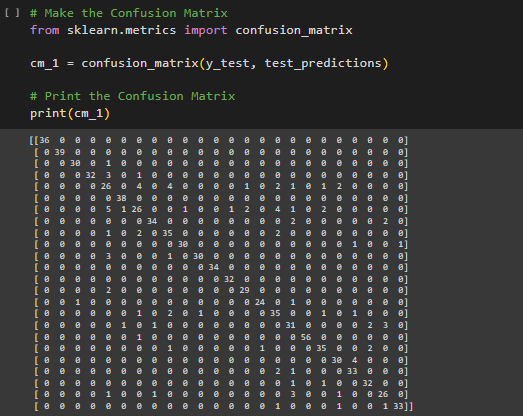 [ ] # Make the Confusion Matrix
from sklearn.metrics import confusion_matrix
cm_1 = confusion_matrix(y_test, test_predictions)
# Print the Confusion Matrix
print(cm_1)
[[36 0 0 0 0 0 0 0 0 0 0 0 0 0 0 0 0 0 0 0 0 0 0 0]
[ 0 39 0 0 0 0 0 0 0 0 0 0 0 0 0 0 0 0 0 0 0 0 0 0]
[ 0 0 30 0 1 0 0 0 0 0 0 0 0 0 0 0 0 0 0 0 0 0 0 0]
[ 0 0 0 32 3 0 1 0 0 0 0 0 0 0 0 0 0 0 0 0 0 0 0 0]
[ 0 0 0 0 26 0 4 0 4 0 0 0 0 1 0 2 1 0 1 2 0 0 0 0]
[ 0 0 0 0 0 38 0 0 0 0 0 0 0 0 0 0 0 0 0 0 0 0 0 0]
[ 0 0 0 0 5 1 26 0 0 1 0 0 1 2 0 4 1 0 2 0 0 0 0 0]
[ 0 0 0 0 0 0 0 34 0 0 0 0 0 0 0 0 2 0 0 0 0 0 2 0]
[ 0 0 0 0 1 0 2 0 35 0 0 0 0 0 0 2 0 0 0 0 0 0 0 0]
[ 0 0 0 0 0 0 0 0 0 30 0 0 0 0 0 0 0 0 0 0 1 0 0 1]
[ 0 0 0 0 3 0 0 0 1 0 30 0 0 0 0 0 0 0 0 0 0 0 0 0]
[ 0 0 0 0 0 0 0 0 0 0 0 34 0 0 0 0 0 0 0 0 0 0 0 0]
[ 0 0 0 0 0 0 0 0 0 0 0 0 32 0 0 0 0 0 0 0 0 0 0 0]
[ 0 0 0 0 2 0 0 0 0 0 0 0 0 29 0 0 0 0 0 0 0 0 0 0]
[ 0 0 1 0 0 0 0 0 0 0 0 0 0 0 24 0 1 0 0 0 0 0 0 0]
[ 0 0 0 0 0 0 1 0 2 0 1 0 0 0 0 35 0 0 1 0 1 0 0 0]
[ 0 0 0 0 0 1 0 1 0 0 0 0 0 0 0 0 31 0 0 0 0 2 3 0]
[ 0 0 0 0 0 0 1 0 0 0 0 0 0 0 0 0 0 56 0 0 0 0 0 0]
[ 0 0 0 0 0 0 0 0 1 0 0 0 0 0 1 0 0 0 35 0 0 2 0 0]
[ 0 0 0 0 0 0 0 0 0 0 0 0 0 0 0 0 0 0 0 30 4 0 0 0]
[ 0 0 0 0 0 0 0 0 0 0 0 0 0 0 0 2 1 0 0 0 33 0 0 0]
[ 0 0 0 0 0 0 0 0 0 0 0 0 0 0 0 0 1 0 1 0 0 32 0 0]
[ 0 0 0 0 1 0 0 1 0 0 0 0 0 0 0 0 3 0 0 1 0 0 26 0]
[ 0 0 0 0 0 0 0 0 0 0 0 0 0 0 0 1 0 0 0 1 0 0 1 33]]